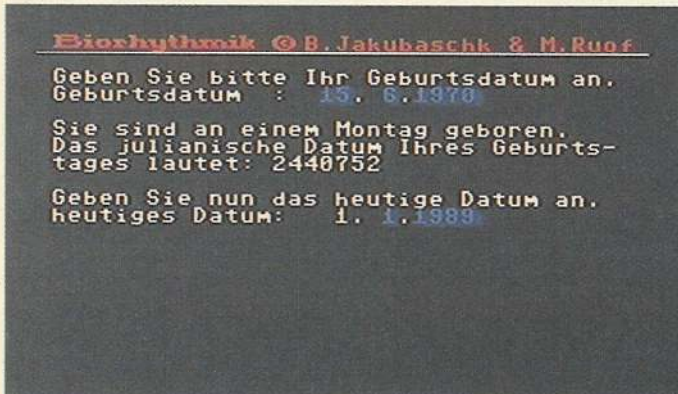 Biorhythmik © B.Jakubaschk & M.Ruof
Geben Sie bitte Ihr Geburtsdatum an.
Geburtsdatum : 15. 6.1970
Sie sind an einem Montag geboren.
Das julianische Datum Ihres Geburts-
tages lautet: 2440752
Geben Sie nun das heutige Datum an.
heutiges Datum: 1. 1.1989